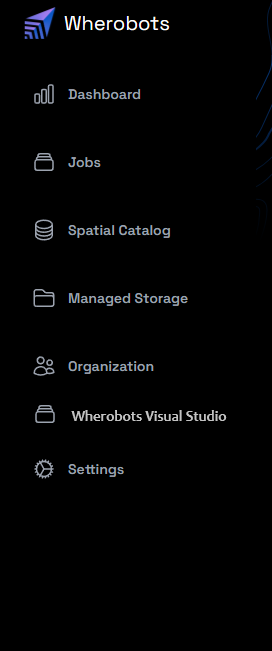 Wherobots
Dashboard
Jobs
Spatial Catalog
Managed Storage
Organization
Wherobots Visual Studio
Settings